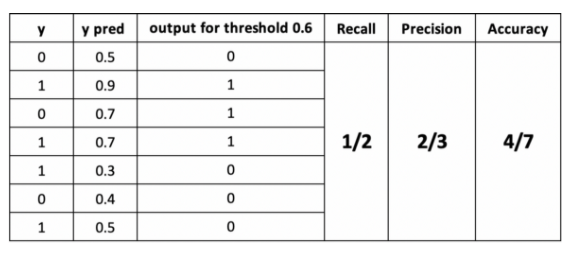 y y pred output for threshold 0.6 Recall Precision Accuracy
0 0.5 0
1 0.9 1
0 0.7 1
1 0.7 1 1/2 2/3 4/7
1 0.3 0
0 0.4 0
1 0.5 0